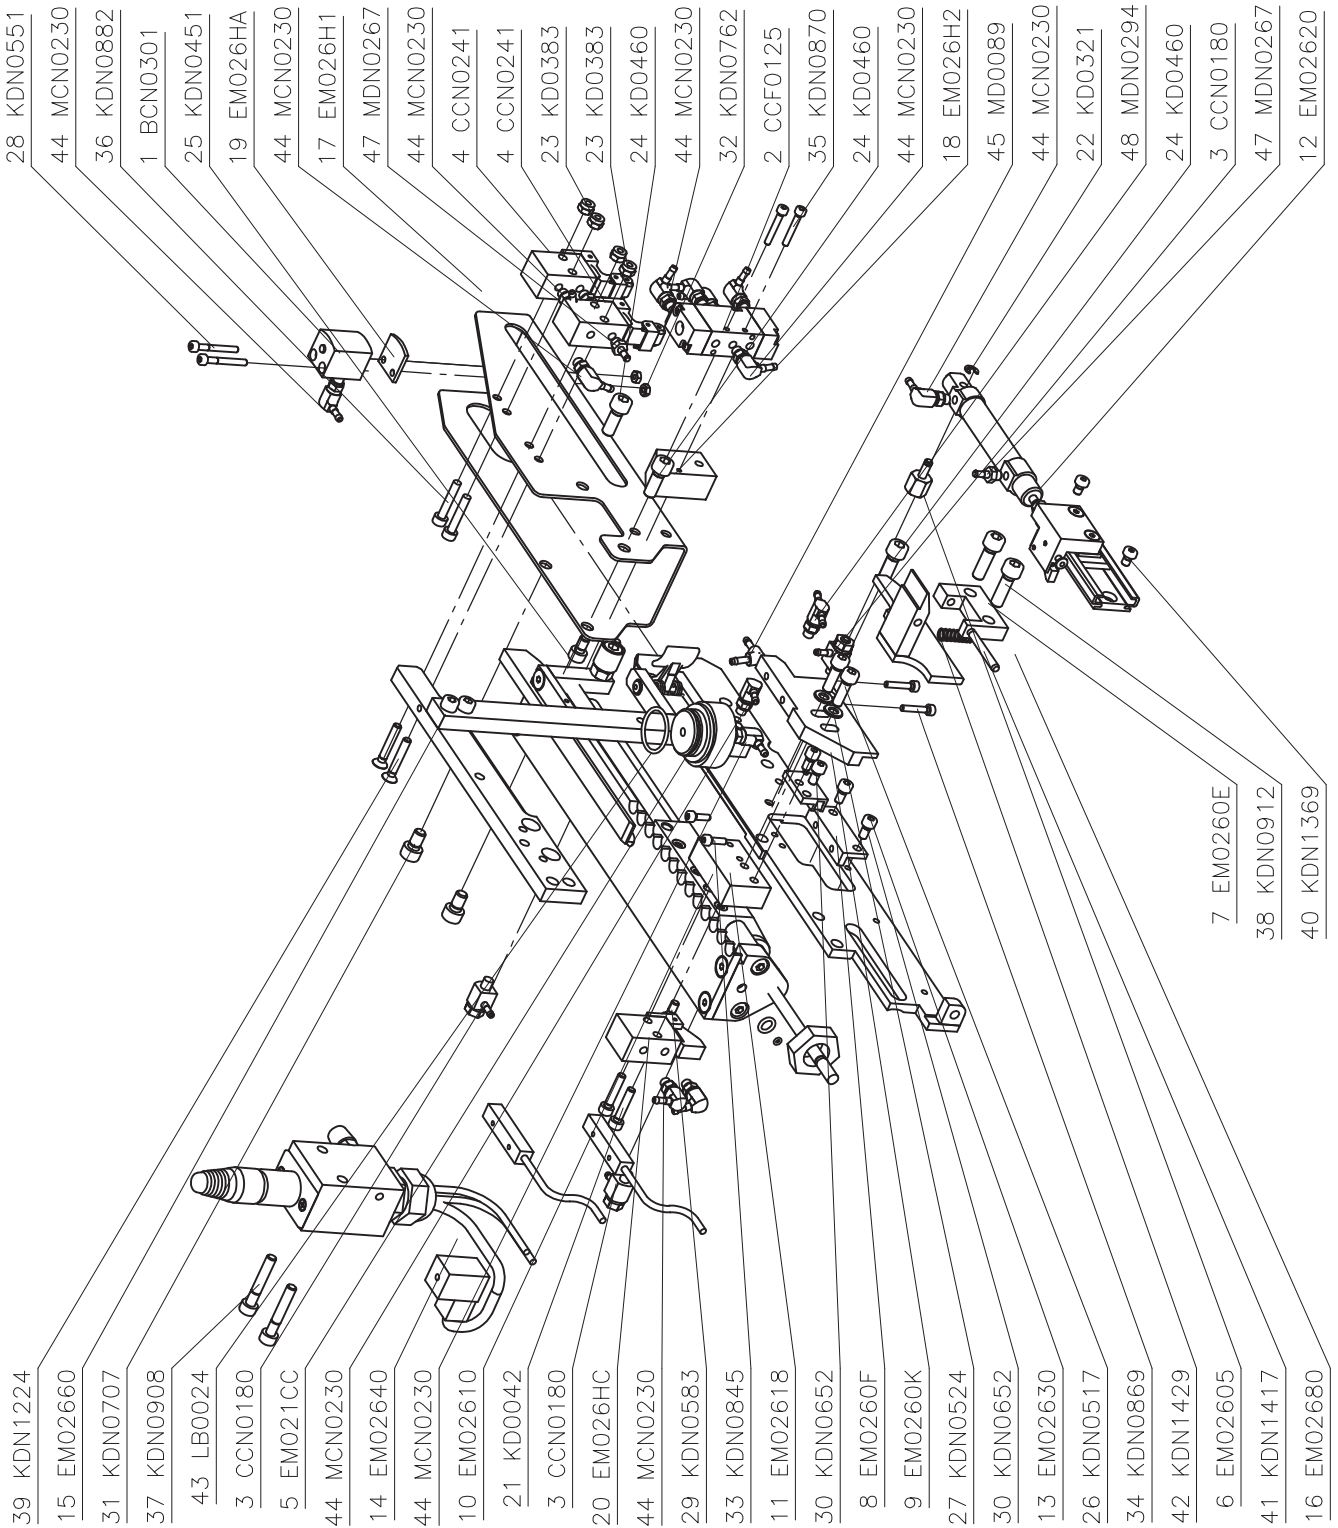 28 KDN0551
44 MCN0230
36 KDN0882
1 BCN0301
25 KDN0451
19 EM026HA
44 MCN0230
17 EM026H1
47 MDN0267
44 MCN0230
4 CCN0241
4 CCN0241
23 KD0383
23 KD0383
24 KD0460
44 MCN0230
32 KDN0762
2 CCF0125
35 KDN0870
24 KD0460
44 MCN0230
18 EM026H2
45 MD0089
44 MCN0230
22 KD0321
48 MDN0294
24 KD0460
3 CCN0180
47 MDN0267
12 EM02620
7 EM0260E
38 KDN0912
40 KDN1369
39 KDN1224
15 EM02660
31 KDN0707
37 KDN0908
43 LB0024
3 CCN0180
5 EM021CC
44 MCN0230
14 EM02640
44 MCN0230
10 EM02610
21 KD0042
3 CCN0180
20 EM026HC
44 MCN0230
29 KDN0583
33 KDN0845
11 EM02618
30 KDN0652
8 EM0260F
9 EM0260K
27 KDN0524
30 KDN0652
13 EM02630
26 KDN0517
34 KDN0869
42 KDN1429
6 EM02605
41 KDN1417
16 EM02680